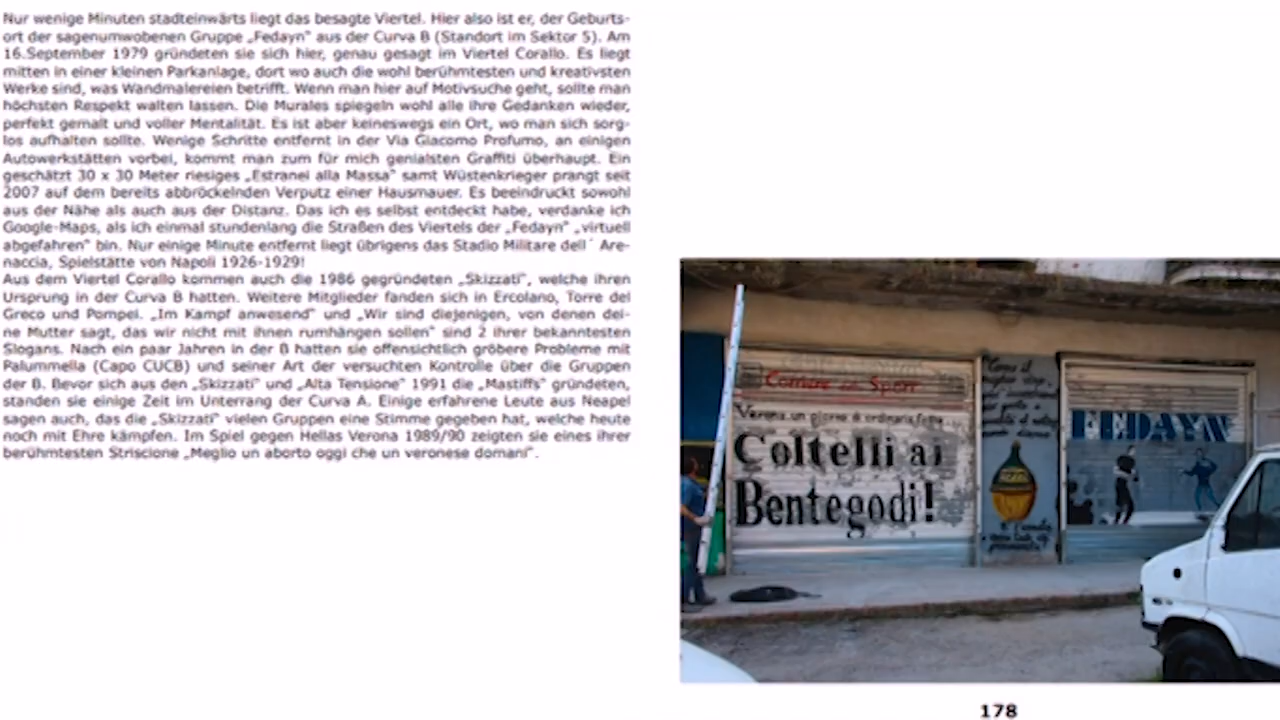 Nur wenige Minuten stadteinwärts liegt das besagte Viertel. Hier also ist er, der Geburts-
ort der sagenumwobenen Gruppe „Fedayn" aus der Curva B (Standort im Sektor 5). Am
16.September 1979 gründeten sie sich hier, genau gesagt im Viertel Corallo. Es liegt
mitten in einer kleinen Parkanlage, dort wo auch die wohl berühmtesten und kreativsten
Werke sind, was Wandmalereien betrifft. Wenn man hier auf Motivsuche geht, sollte man
höchsten Respekt walten lassen. Die Murales spiegeln wohl alle ihre Gedanken wieder,
perfekt gemalt und voller Mentalität. Es ist aber keineswegs ein Ort, wo man sich sorg-
los aufhalten sollte. Wenige Schritte entfernt in der Via Giacomo Profumo, an einigen
Autowerkstätten vorbei, kommt man zum für mich genialsten Graffiti überhaupt. Ein
geschätzt 30 x 30 Meter riesiges „Estranei alla Massa" samt Wüstenkrieger prangt seit
2007 auf dem bereits abbröckelnden Verputz einer Hausmauer. Es beeindruckt sowohl
aus der Nähe als auch aus der Distanz. Das ich es selbst entdeckt habe, verdanke ich
Google-Maps, als ich einmal stundenlang die Straßen des Viertels der „Fedayn" „virtuell
abgefahren" bin. Nur einige Minute entfernt liegt übrigens das Stadio Militare dell´ Are-
naccia, Spielstätte von Napoli 1926-1929!
Aus dem Viertel Corallo kommen auch die 1986 gegründeten „Skizzati", welche ihren
Ursprung in der Curva B hatten. Weitere Mitglieder fanden sich in Ercolano, Torre del
Greco und Pompei. „Im Kampf anwesend" und „Wir sind diejenigen, von denen dei-
ne Mutter sagt, das wir nicht mit ihnen rumhängen sollen" sind 2 ihrer bekanntesten
Slogans. Nach ein paar Jahren in der B hatten sie offensichtlich gröbere Probleme mit
Palummella (Capo CUCB) und seiner Art der versuchten Kontrolle über die Gruppen
der B. Bevor sich aus den „Skizzati" und „Alta Tensione" 1991 die „Mastiffs" gründeten,
standen sie einige Zeit im Unterrang der Curva A. Einige erfahrene Leute aus Neapel
sagen auch, das die „Skizzati" vielen Gruppen eine Stimme gegeben hat, welche heute
noch mit Ehre kämpfen. Im Spiel gegen Hellas Verona 1989/90 zeigten sie eines ihrer
berühmtesten Striscione „Meglio un aborto oggi che un veronese domani".
Corriere dello Sport
Verona un giorno di ordinaria follia
Coltelli ai
Bentegodi!
FEDAYN
178